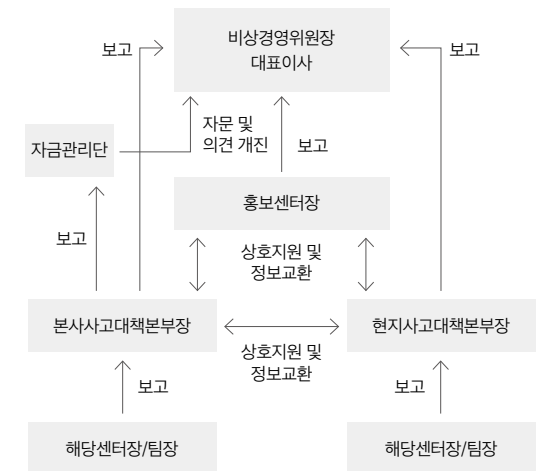 비상경영위원장
대표이사
보고
보고
자문 및
의견 개진
보고
자금관리단
홍보센터장
보고
상호지원 및
정보교환
본사사고대책본부장
현지사고대책본부장
상호지원 및
정보교환
보고
보고
해당센터장/팀장
해당센터장/팀장